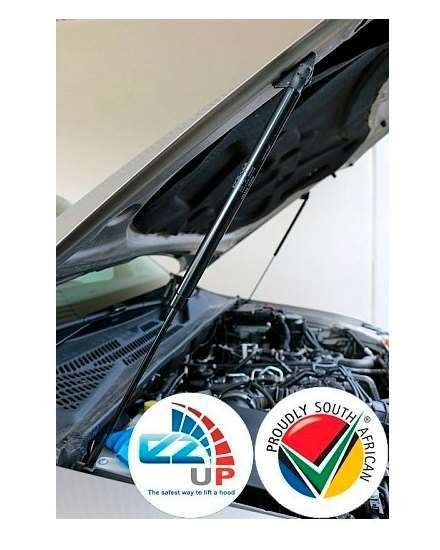 EZ
UP
The safest way to lift a hood
PROUDLY SOUTH AFRICAN
®